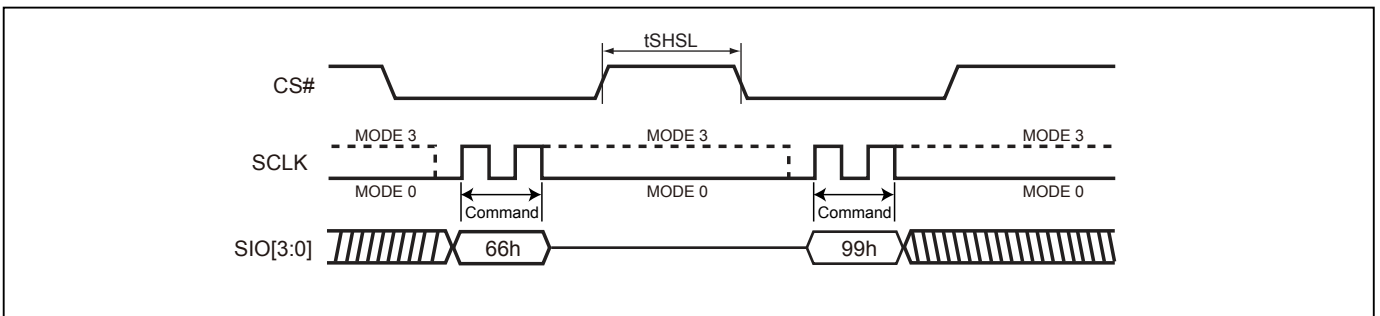 tSHSL
CS#
MODE 3 MODE 3 MODE 3
SCLK
MODE 0 MODE 0 MODE 0
Command Command
SIO[3:0] 66h 99h